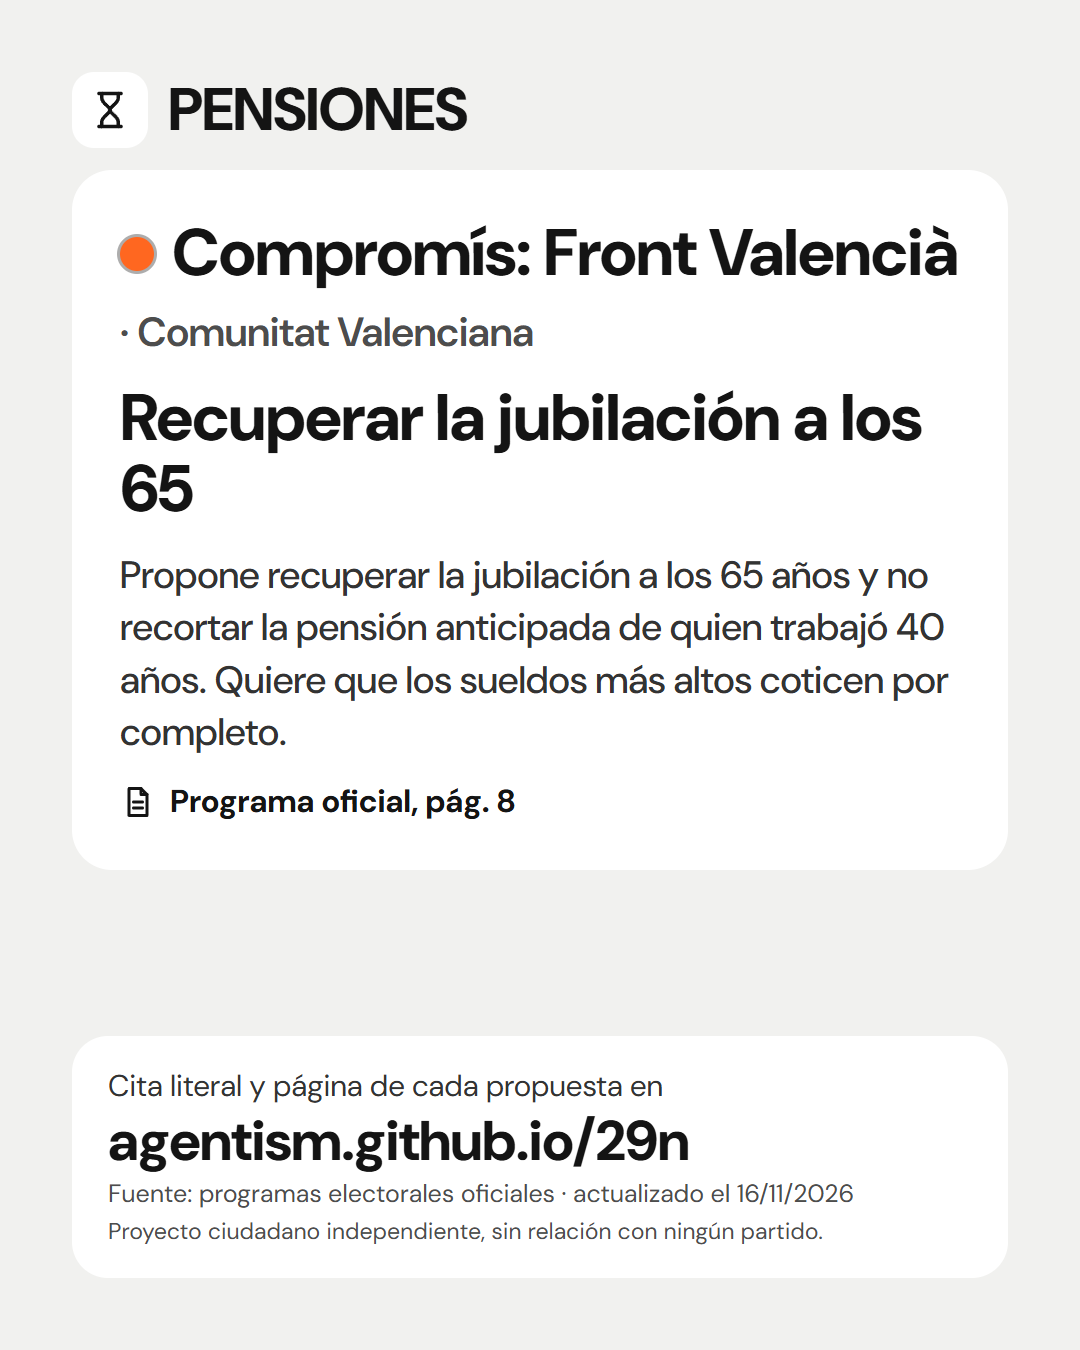 PENSIONES
Compromís: Front Valencià
· Comunitat Valenciana
Recuperar la jubilación a los
65
Propone recuperar la jubilación a los 65 años y no
recortar la pensión anticipada de quien trabajó 40
años. Quiere que los sueldos más altos coticen por
completo.
Programa oficial, pág. 8
Cita literal y página de cada propuesta en
agentism.github.io/29n
Fuente: programas electorales oficiales · actualizado el 16/11/2026
Proyecto ciudadano independiente, sin relación con ningún partido.